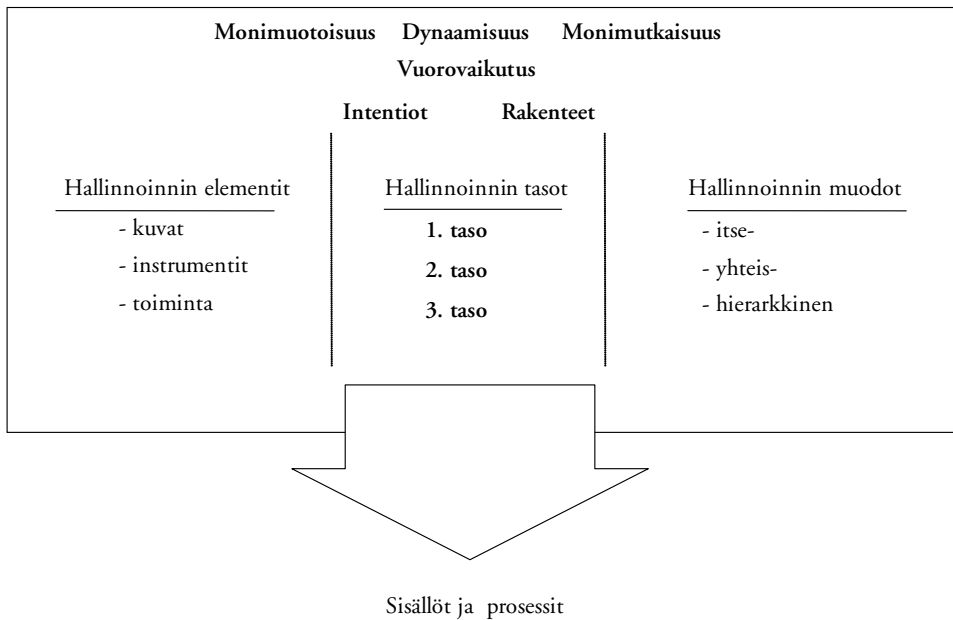 Monimuotoisuus Dynaamisuus Monimutkaisuus
Vuorovaikutus
Intentiot Rakenteet
Hallinnoinnin elementit
- kuvat
- instrumentit
- toiminta
Hallinnoinnin tasot
1. taso
2. taso
3. taso
Hallinnoinnin muodot
- itse-
- yhteis-
- hierarkkinen
Sisällöt ja prosessit